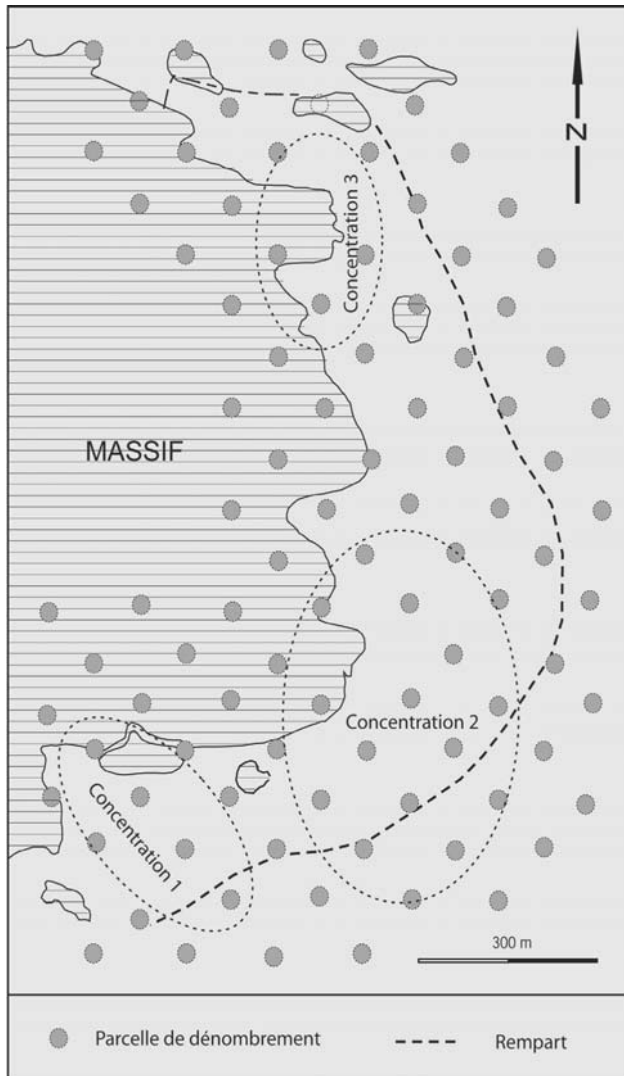 N
Concentration 3
MASSIF
Concentration 2
Concentration 1
300 m
Parcelle de dénombrement
Rempart